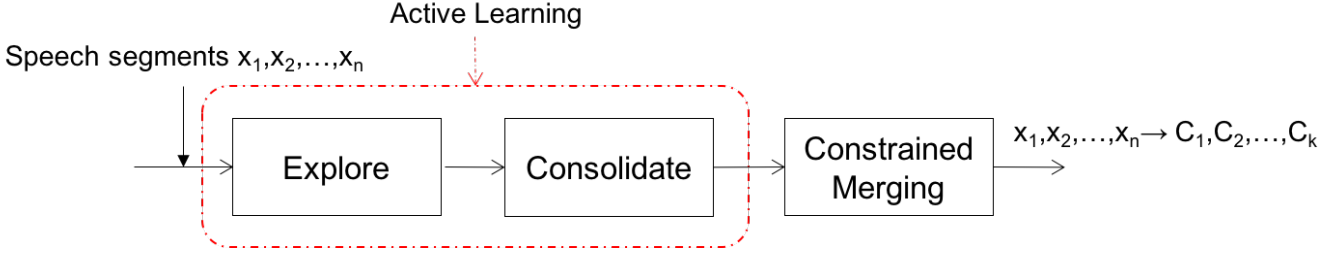 Active Learning
Speech segments x₁,x₂,…,xₙ
Explore
Consolidate
Constrained
Merging
x₁,x₂,…,xₙ→ C₁,C₂,…,Cₖ